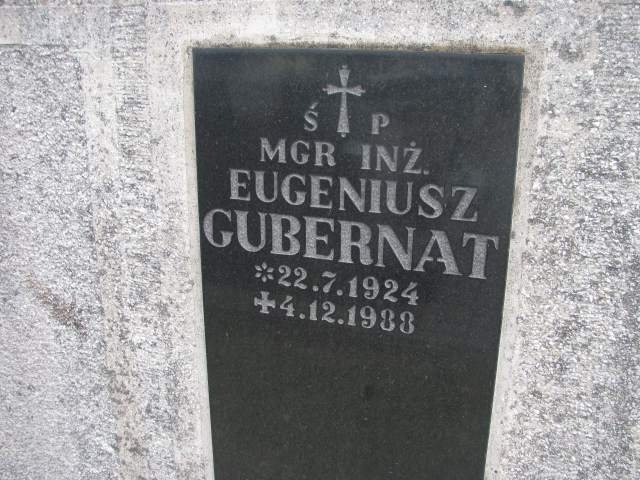 Ś P
MGR INŻ.
EUGENIUSZ
GUBERNAT
*22.7.1924
✝4.12.1988